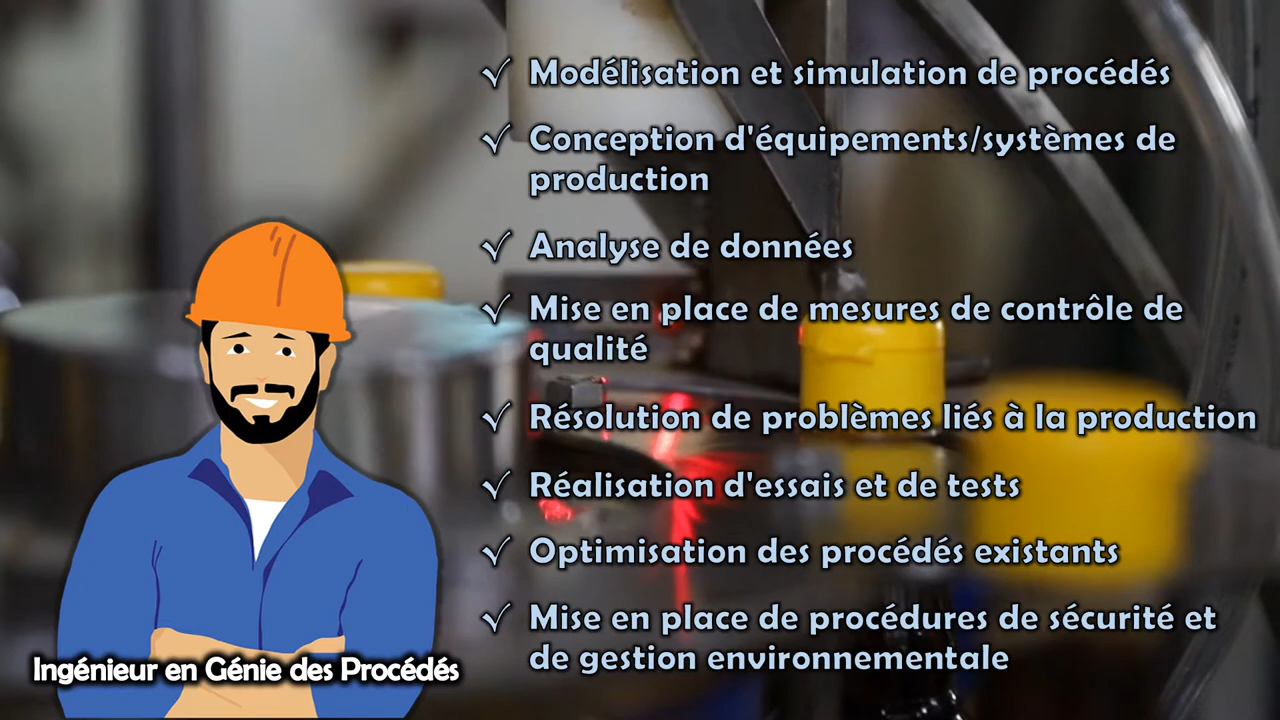 √ Modélisation et simulation de procédés
√ Conception d'équipements/systèmes de
production
√ Analyse de données
√ Mise en place de mesures de contrôle de
qualité
√ Résolution de problèmes liés à la production
√ Réalisation d'essais et de tests
√ Optimisation des procédés existants
√ Mise en place de procédures de sécurité et
de gestion environnementale
Ingénieur en Génie des Procédés